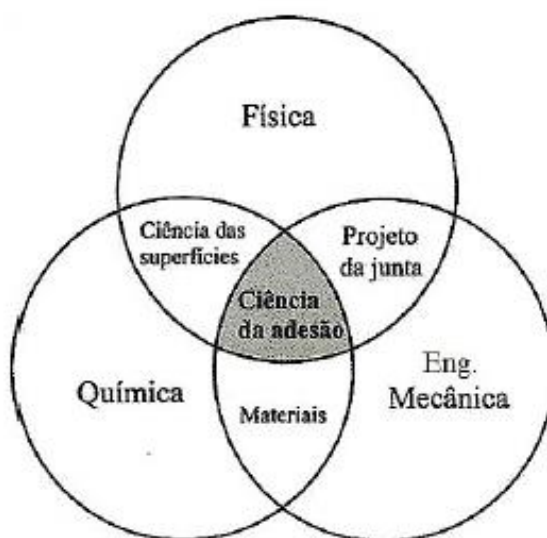 Física
Ciência das
superfícies
Projeto
da junta
Ciência
da adesão
Química
Eng.
Mecânica
Materiais